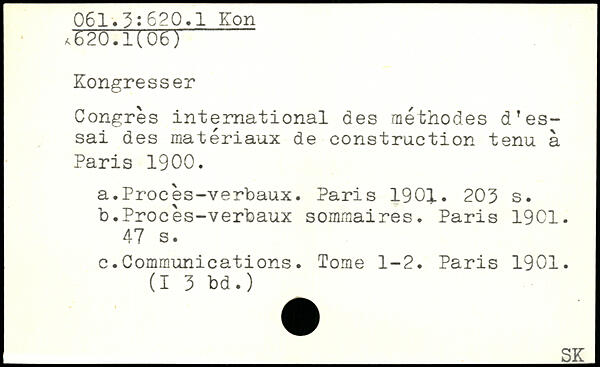 061.3:620.1 Kon
620.1(06)
Kongresser
Congrès international des méthodes d'es-
sai des matériaux de construction tenu à
Paris 1900.
a.Procès-verbaux. Paris 1901. 203 s.
b.Procès-verbaux sommaires. Paris 1901.
47 s.
c.Communications. Tome 1-2. Paris 1901.
(I 3 bd.)
SK